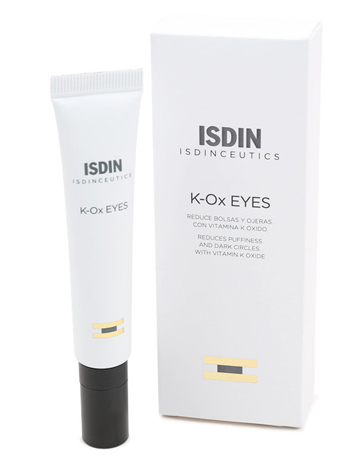 ISDIN
ISDINCEUTICS
K-Ox EYES
ISDIN
ISDINCEUTICS
K-Ox EYES
REDUCE BOLSAS Y OJERAS.
CON VITAMINA K ÓXIDO
REDUCES PUFFINESS
AND DARK CIRCLES.
WITH VITAMIN K OXIDE